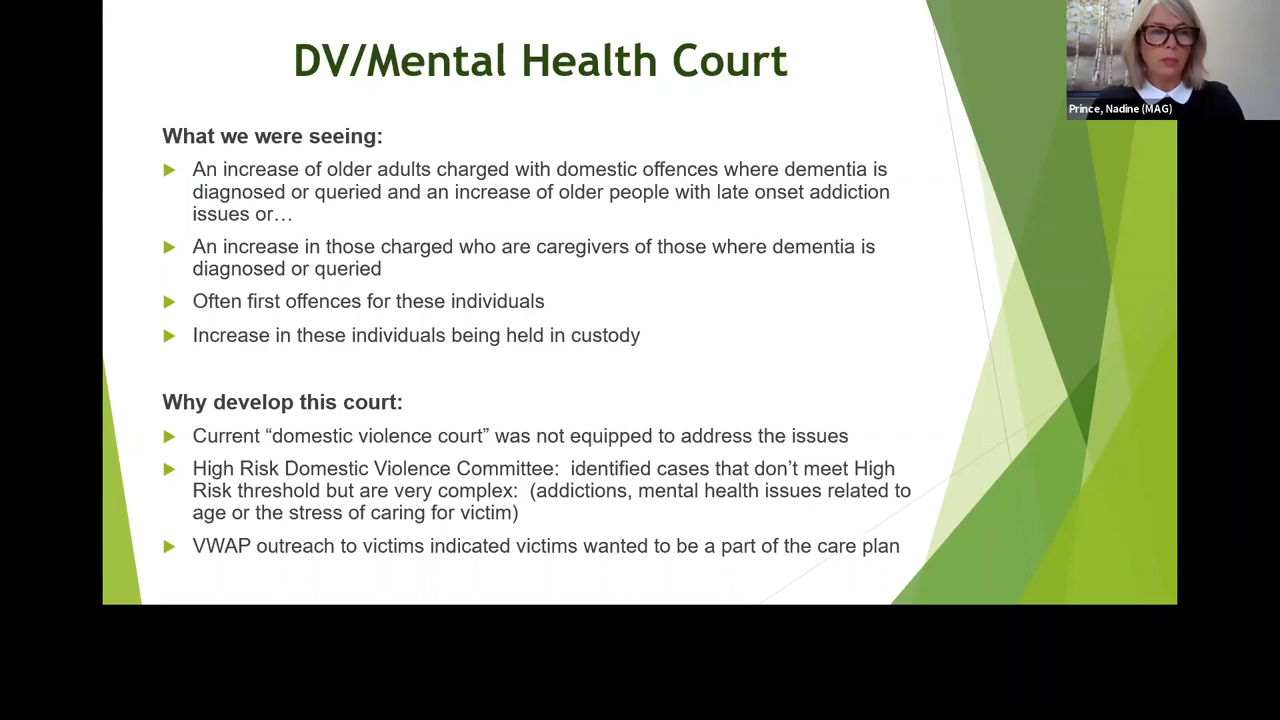 DV/Mental Health Court
Prince, Nadine (MAG)
What we were seeing:
An increase of older adults charged with domestic offences where dementia is
diagnosed or queried and an increase of older people with late onset addiction
issues or…
An increase in those charged who are caregivers of those where dementia is
diagnosed or queried
Often first offences for these individuals
Increase in these individuals being held in custody
Why develop this court:
Current “domestic violence court” was not equipped to address the issues
High Risk Domestic Violence Committee:  identified cases that don’t meet High
Risk threshold but are very complex:  (addictions, mental health issues related to
age or the stress of caring for victim)
VWAP outreach to victims indicated victims wanted to be a part of the care plan